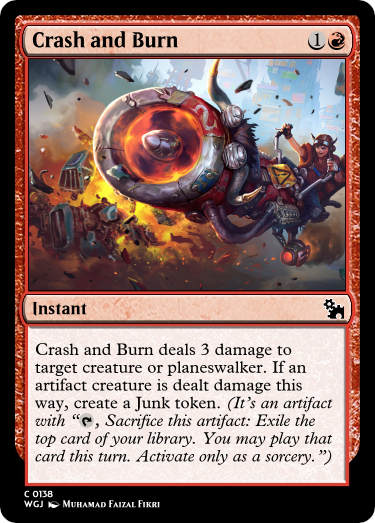 Crash and Burn 1
Instant
Crash and Burn deals 3 damage to
target creature or planeswalker. If an
artifact creature is dealt damage this
way, create a Junk token. (It's an artifact
with “, Sacrifice this artifact: Exile the
top card of your library. You may play that
card this turn. Activate only as a sorcery.”)
C 0138
WGJ Muhamad Faizal Fikri